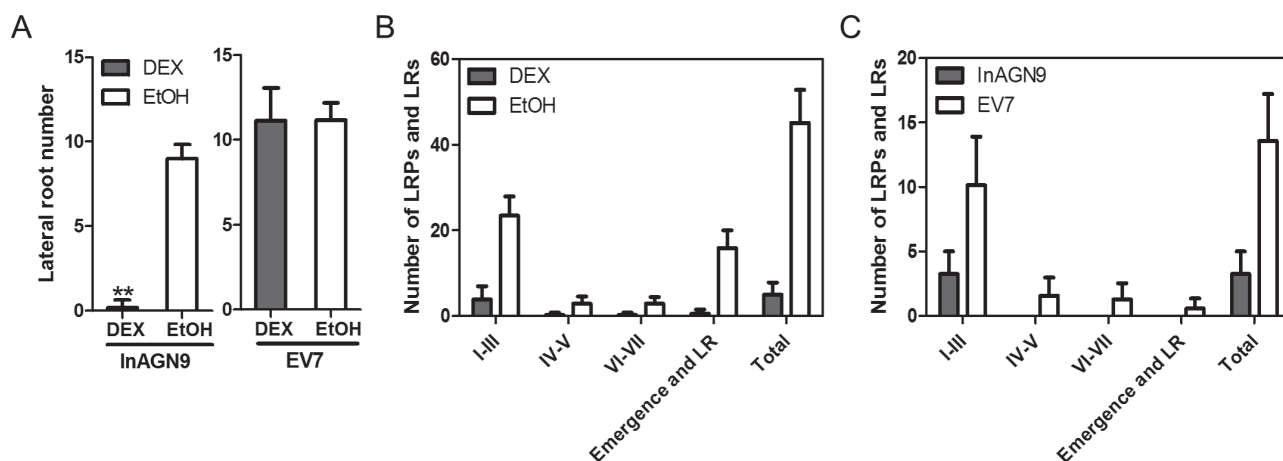 A
Lateral root number
15
10
5
0
DEX
EtOH
**
DEX
EtOH
InAGN9
15
10
5
0
DEX
EtOH
EV7
B
Number of LRPs and LRs
60
40
20
0
DEX
EtOH
I-III
IV-V
VI-VII
Emergence and LR
Total
C
Number of LRPs and LRs
20
15
10
5
0
InAGN9
EV7
I-III
IV-V
VI-VII
Emergence and LR
Total